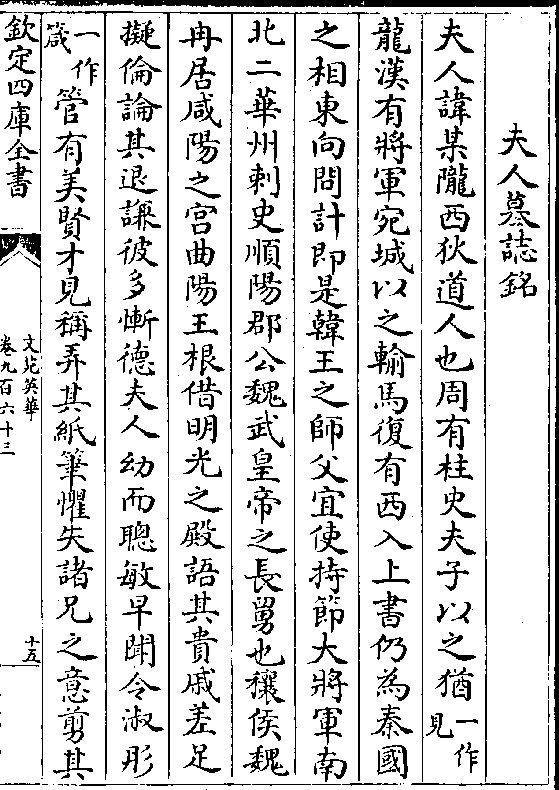 夫人墓誌銘
夫人諱某隴西狄道人也周有柱史夫子以之猶一作見
龍漢有將軍宛城以之輸馬復有西入上書仍為秦國
之相東向問計即是韓王之師父宜使持節大將軍南
北二華州刺史順陽郡公魏武皇帝之長舅也穰侯魏
冉居咸陽之宫曲陽王根借明光之殿語其貴戚差足
擬倫論其退謙彼多慚德夫人幼而聰敏早閑令淑彤
一作箴管有美賢才見稱弄其紙筆懼失諸兄之意剪其
欽定四庫全書
文苑英華
卷九百六十三
十五